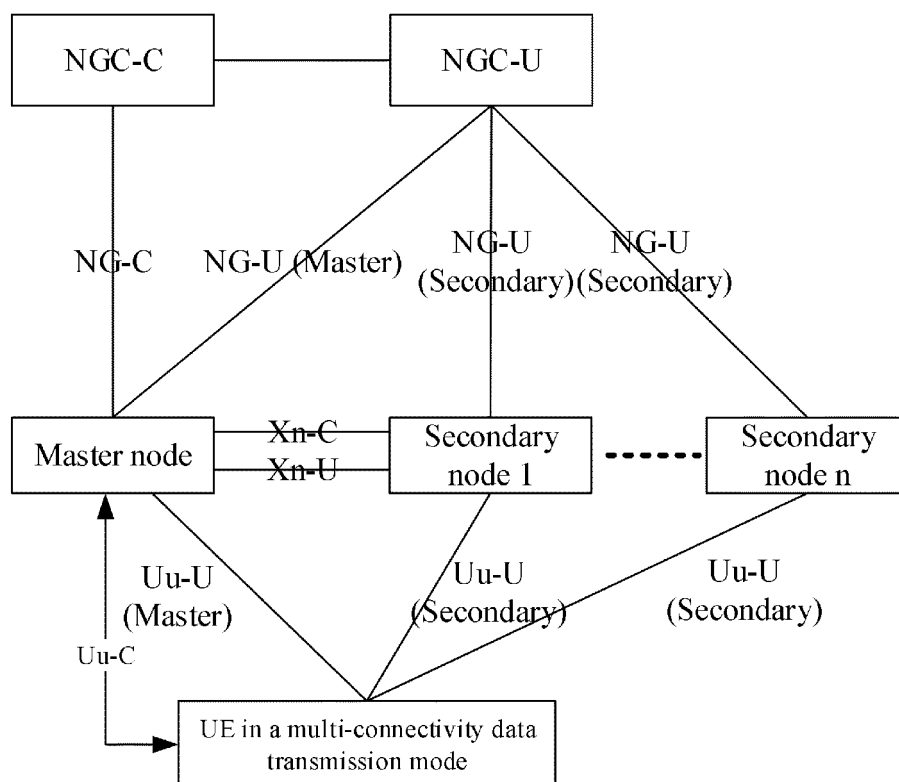 NGC-C
NGC-U
NG-C
NG-U (Master)
NG-U
(Secondary)
NG-U
(Secondary)
Master node
Xn-C
Xn-U
Secondary
node 1
Secondary
node n
Uu-U
(Master)
Uu-U
(Secondary)
Uu-U
(Secondary)
Uu-C
UE in a multi-connectivity data
transmission mode